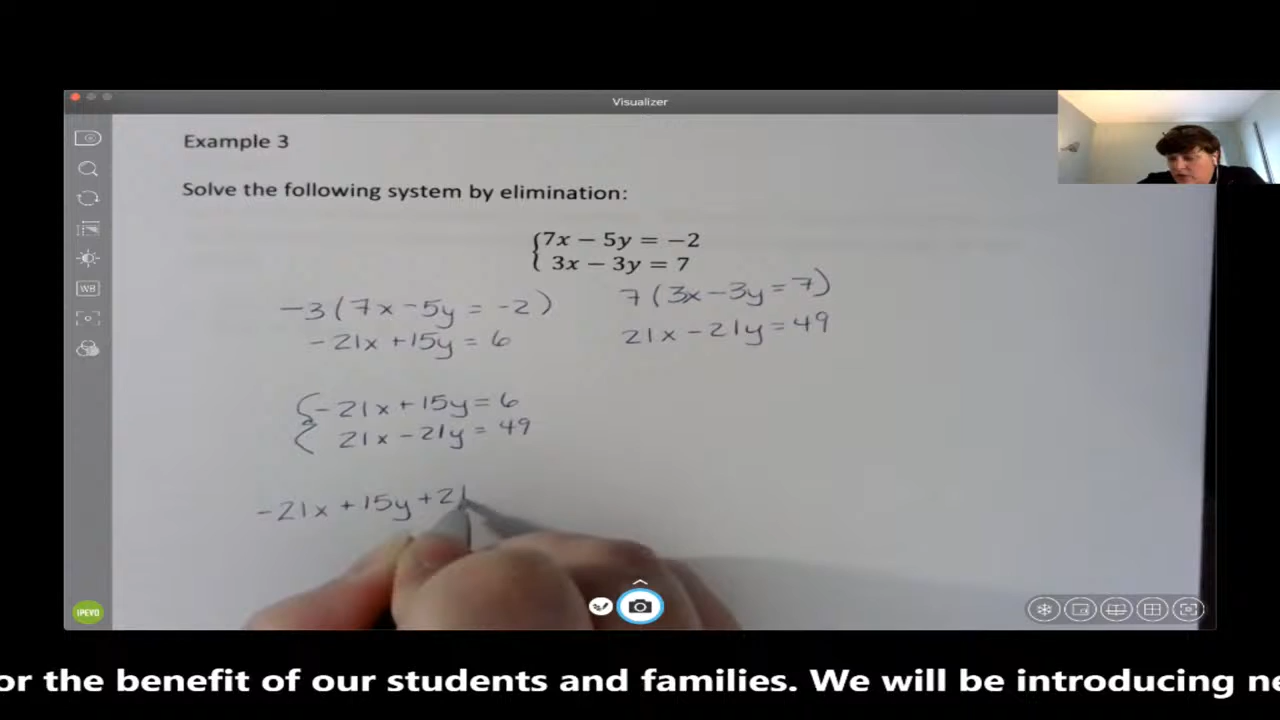 Visualizer
Example 3
Solve the following system by elimination:
{7x − 5y = −2
3x − 3y = 7
-3(7x-5y = -2)
7(3x-3y=7)
-21x+15y = 6
21x-21y=49
{-21x+15y=6
21x-21y=49
-21x+15y+21
WB
IPEVO
or the benefit of our students and families. We will be introducing ne